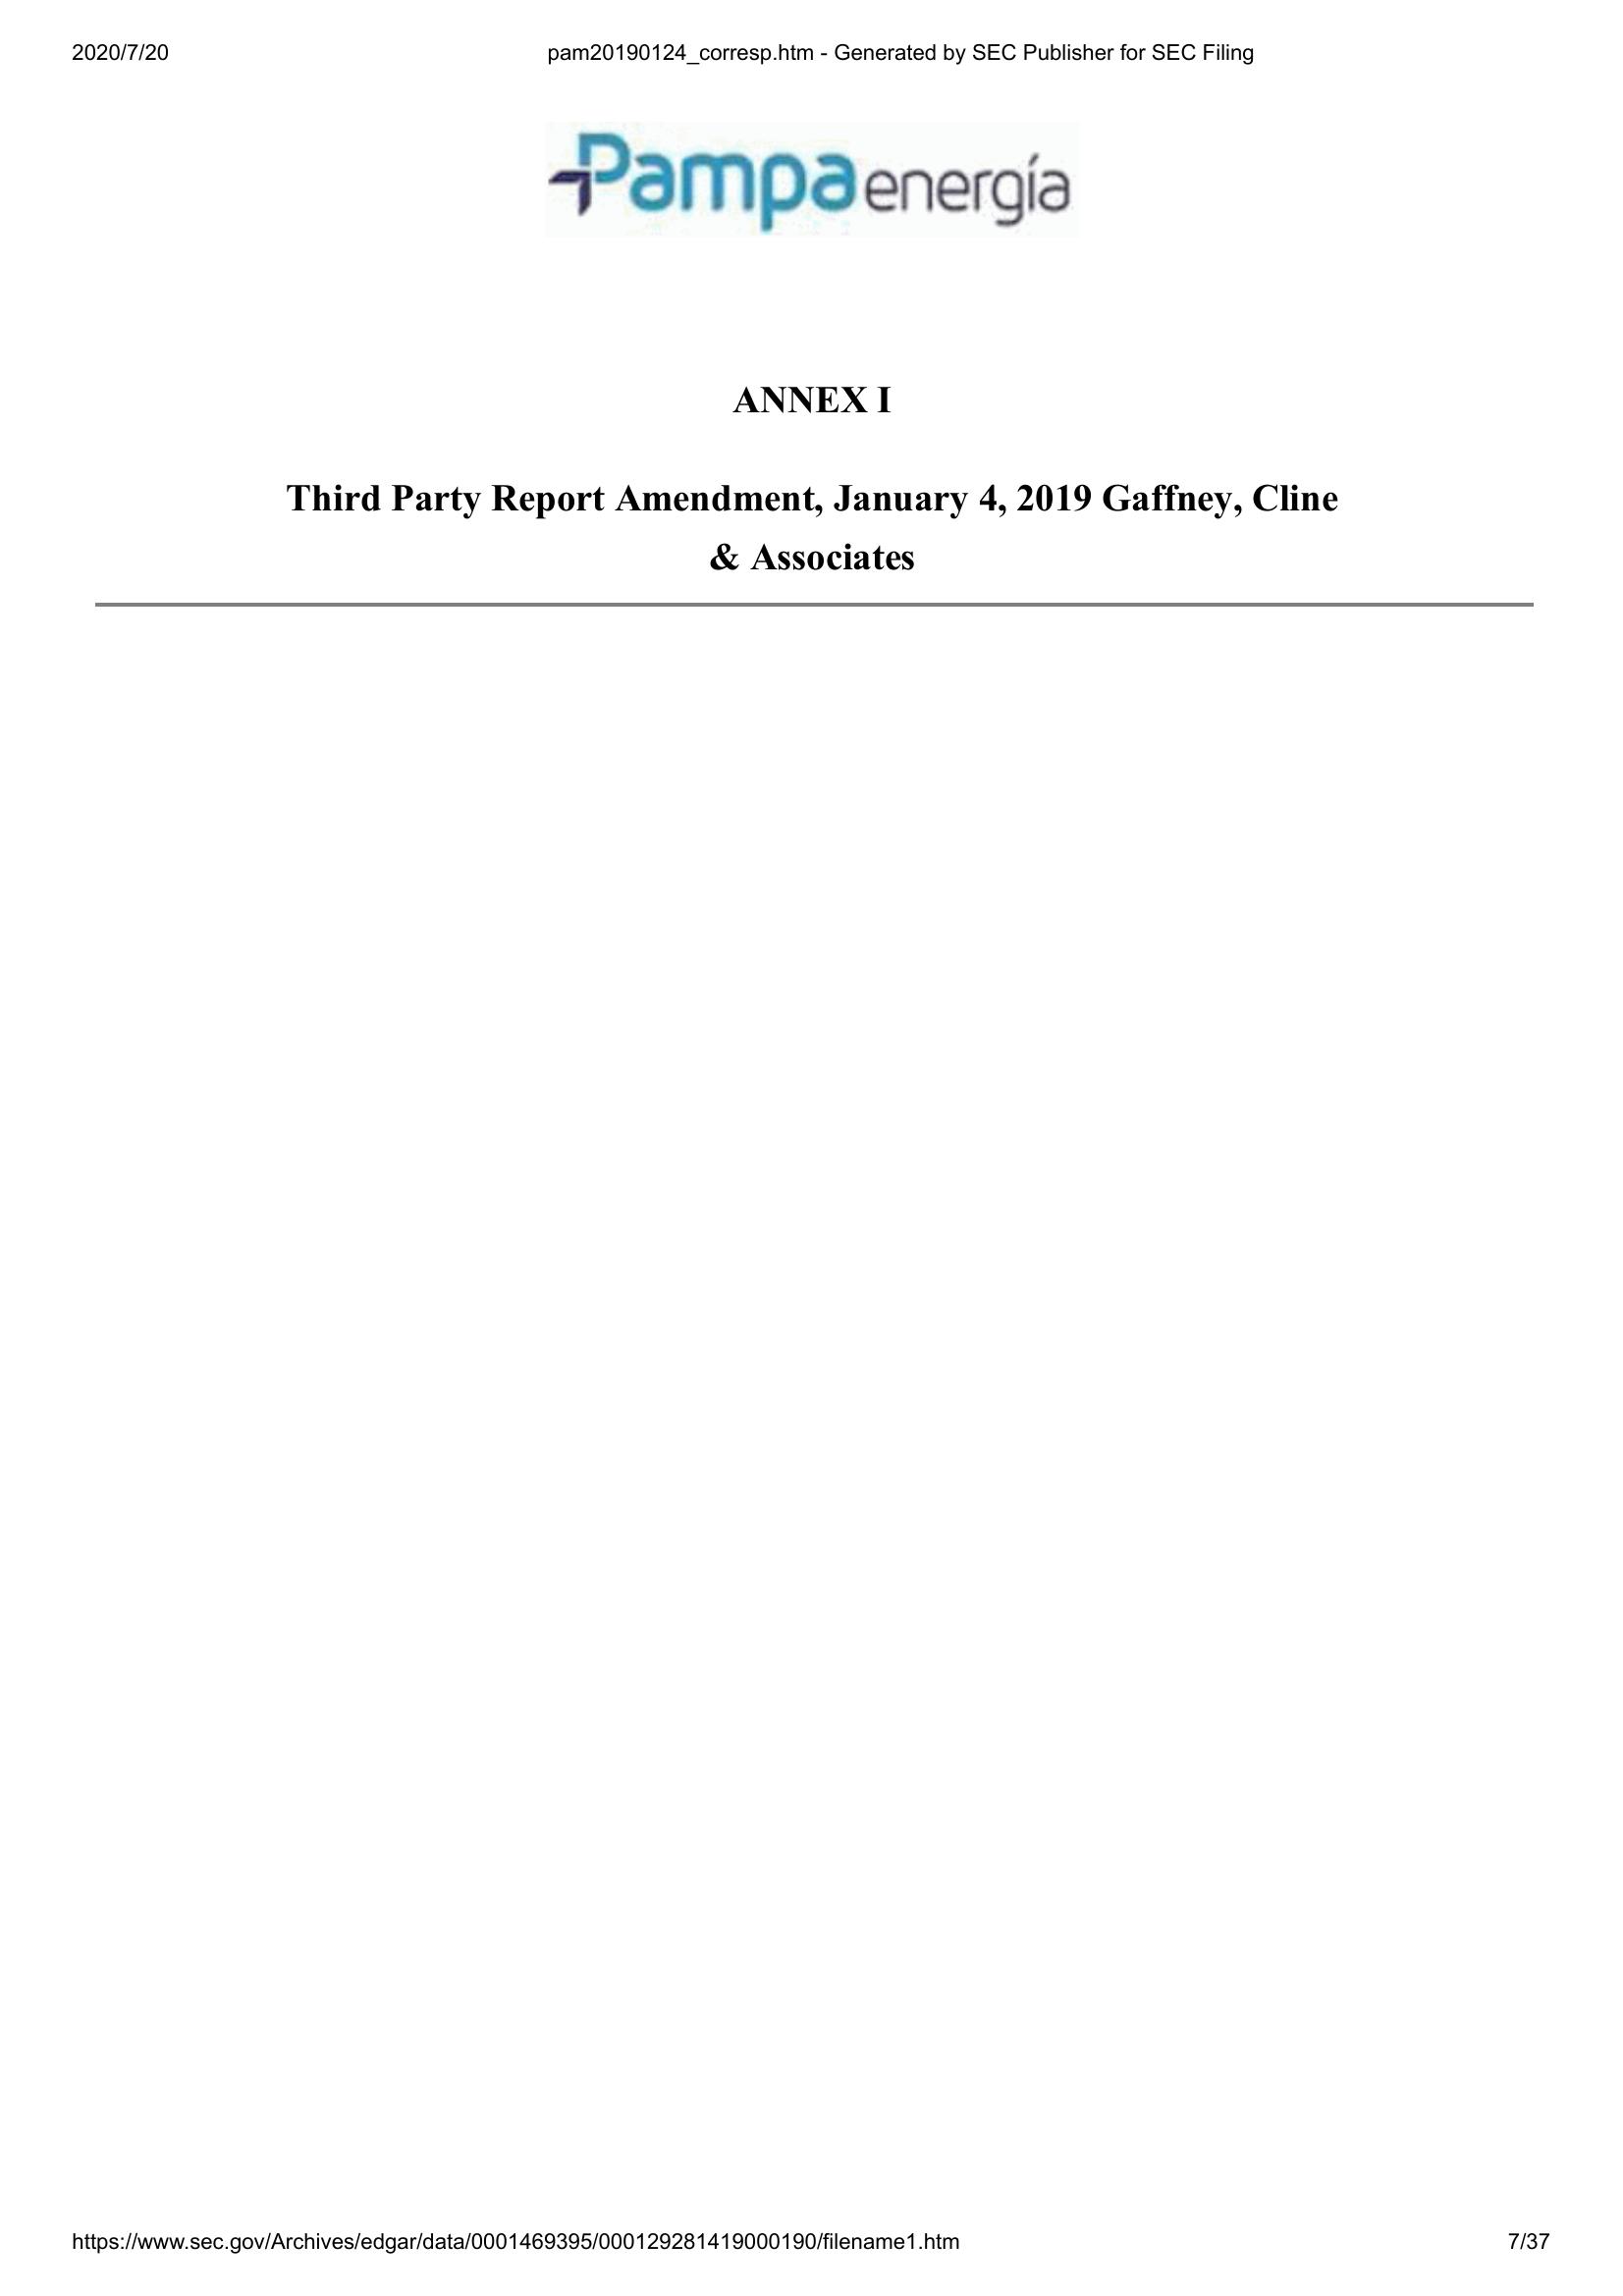 2020/7/20 pam20190124_corresp.htm - Generated by SEC Publisher for SEC Filing
Pampa energía
ANNEX I
Third Party Report Amendment, January 4, 2019 Gaffney, Cline
& Associates
https://www.sec.gov/Archives/edgar/data/0001469395/000129281419000190/filename1.htm 7/37